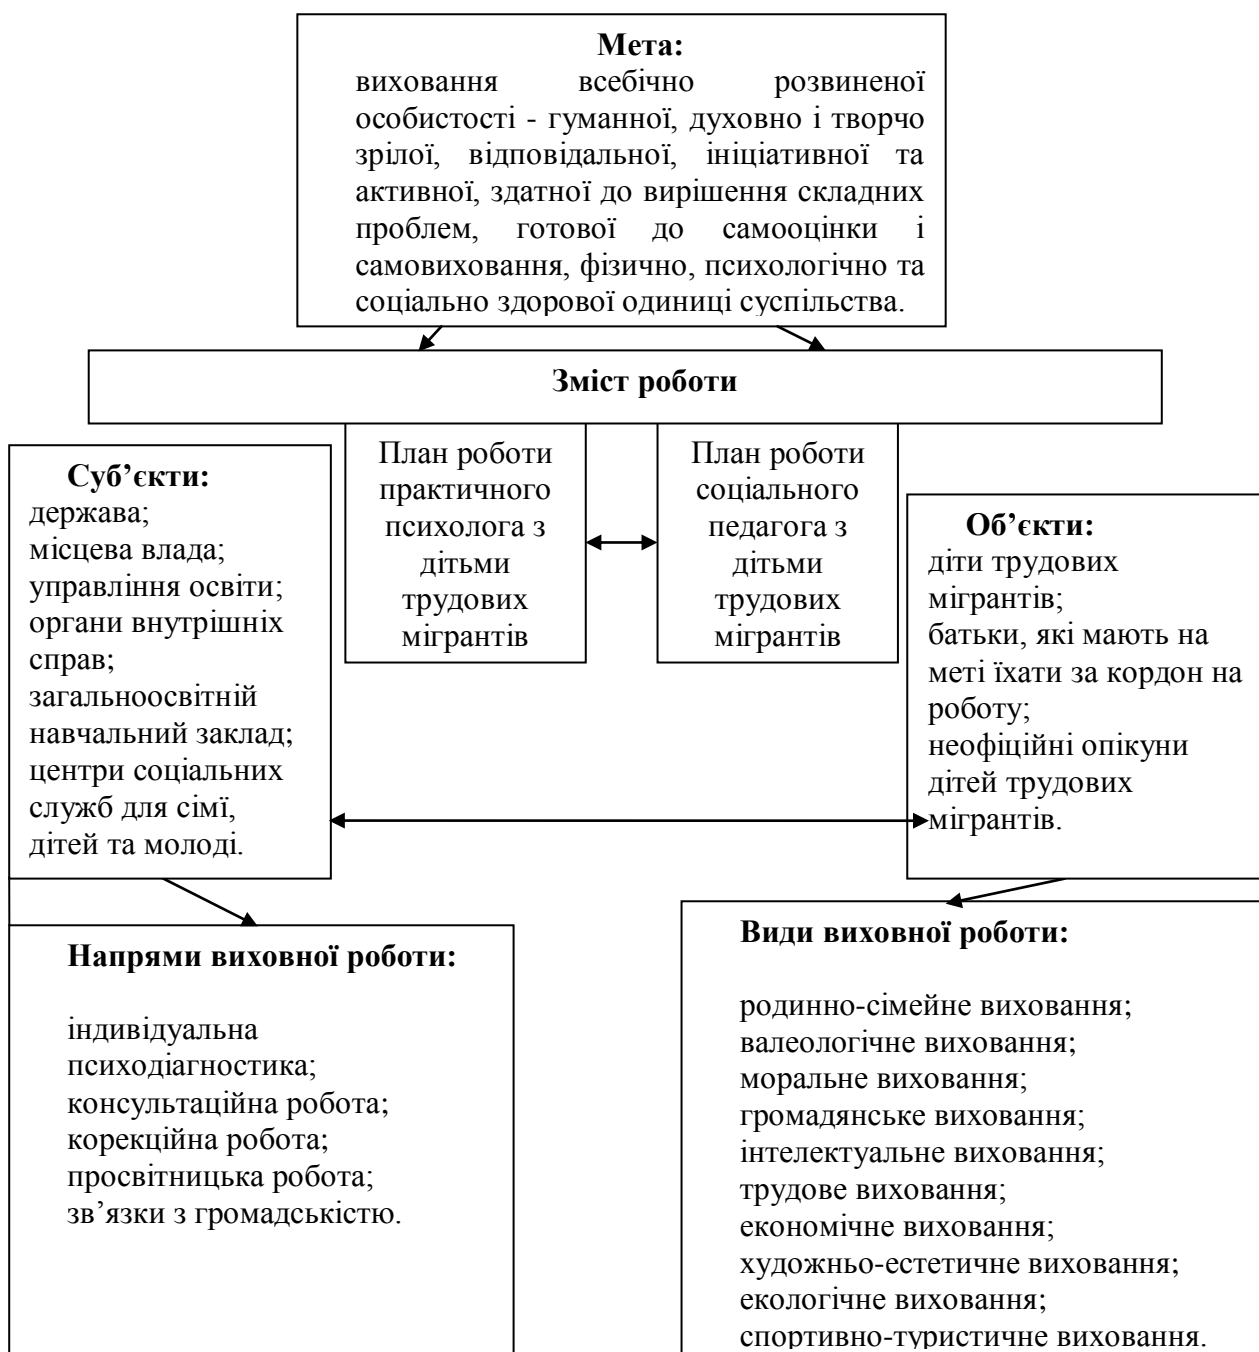 Мета:
виховання всебічно розвиненої
особистості - гуманної, духовно і творчо
зрілої, відповідальної, ініціативної та
активної, здатної до вирішення складних
проблем, готової до самооцінки і
самовиховання, фізично, психологічно та
соціально здорової одиниці суспільства.
Зміст роботи
Суб’єкти:
держава;
місцева влада;
управління освіти;
органи внутрішніх
справ;
загальноосвітній
навчальний заклад;
центри соціальних
служб для сімї,
дітей та молоді.
План роботи
практичного
психолога з
дітьми
трудових
мігрантів
План роботи
соціального
педагога з
дітьми
трудових
мігрантів
Об’єкти:
діти трудових
мігрантів;
батьки, які мають на
меті їхати за кордон на
роботу;
неофіційні опікуни
дітей трудових
мігрантів.
Напрями виховної роботи:
індивідуальна
психодіагностика;
консультаційна робота;
корекційна робота;
просвітницька робота;
зв’язки з громадськістю.
Види виховної роботи:
родинно-сімейне виховання;
валеологічне виховання;
моральне виховання;
громадянське виховання;
інтелектуальне виховання;
трудове виховання;
економічне виховання;
художньо-естетичне виховання;
екологічне виховання;
спортивно-туристичне виховання.